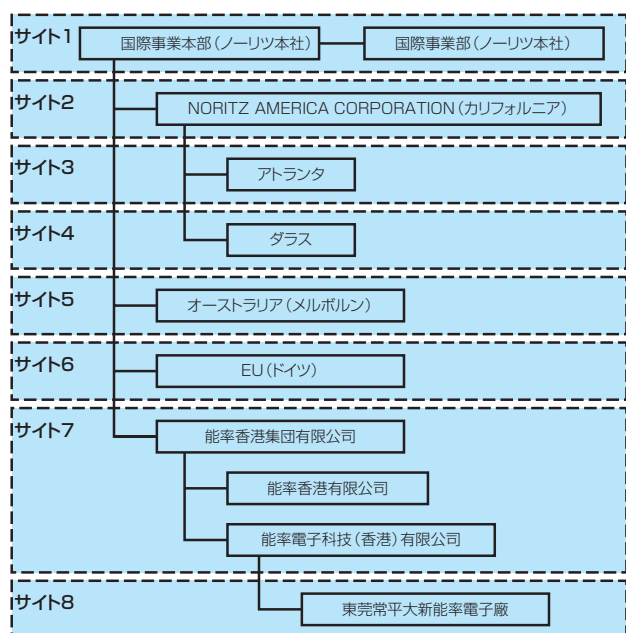 サイト1
国際事業本部（ノーリツ本社）
国際事業部（ノーリツ本社）
サイト2
NORITZ AMERICA CORPORATION（カリフォルニア）
サイト3
アトランタ
サイト4
ダラス
サイト5
オーストラリア（メルボルン）
サイト6
EU（ドイツ）
サイト7
能率香港集団有限公司
能率香港有限公司
能率電子科技（香港）有限公司
サイト8
東莞常平大新能率電子廠